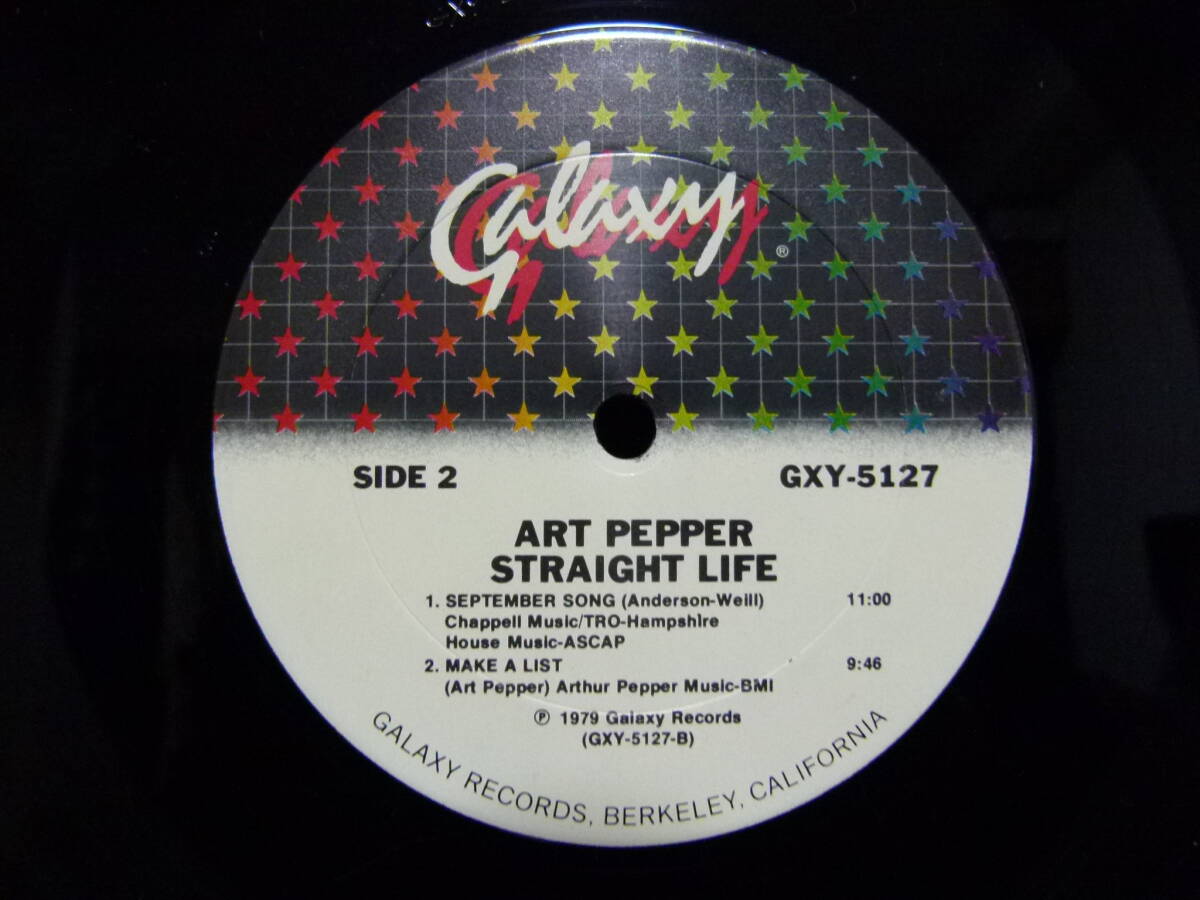 Galaxy ®
SIDE 2 GXY-5127
ART PEPPER
STRAIGHT LIFE
1. SEPTEMBER SONG (Anderson-Weill) 11:00
Chappell Music/TRO-Hampshire
House Music-ASCAP
2. MAKE A LIST 9:46
(Art Pepper) Arthur Pepper Music-BMI
℗ 1979 Galaxy Records
(GXY-5127-B)
GALAXY RECORDS, BERKELEY, CALIFORNIA